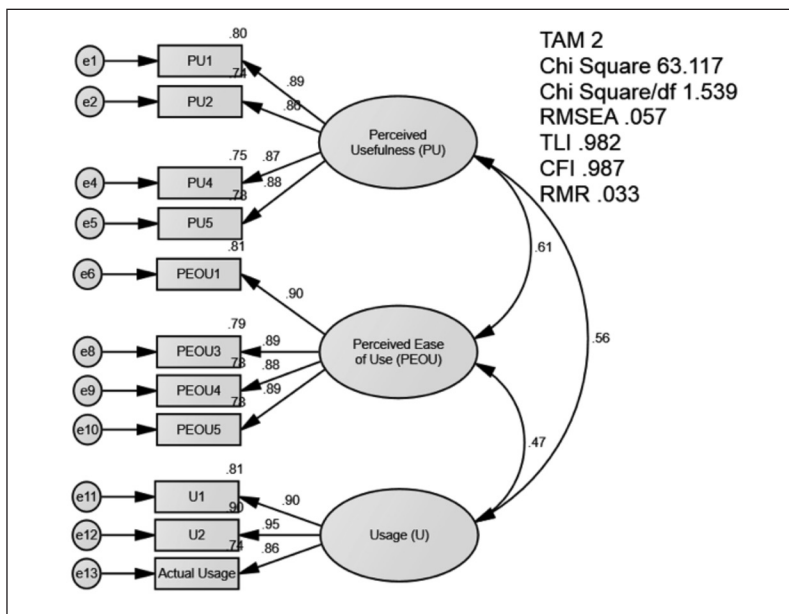 TAM 2
Chi Square 63.117
Chi Square/df 1.539
RMSEA .057
TLI .982
CFI .987
RMR .033
.80
e1
PU1
.89
.74
e2
PU2
.86
Perceived
Usefulness (PU)
.75
.87
e4
PU4
.88
.78
e5
PU5
.61
.81
e6
PEOU1
.90
.56
.79
.89
e8
PEOU3
Perceived Ease
of Use (PEOU)
.78
.88
e9
PEOU4
.89
.78
e10
PEOU5
.47
.81
e11
U1
.90
.90
e12
U2
.95
Usage (U)
.74
.86
e13
Actual Usage